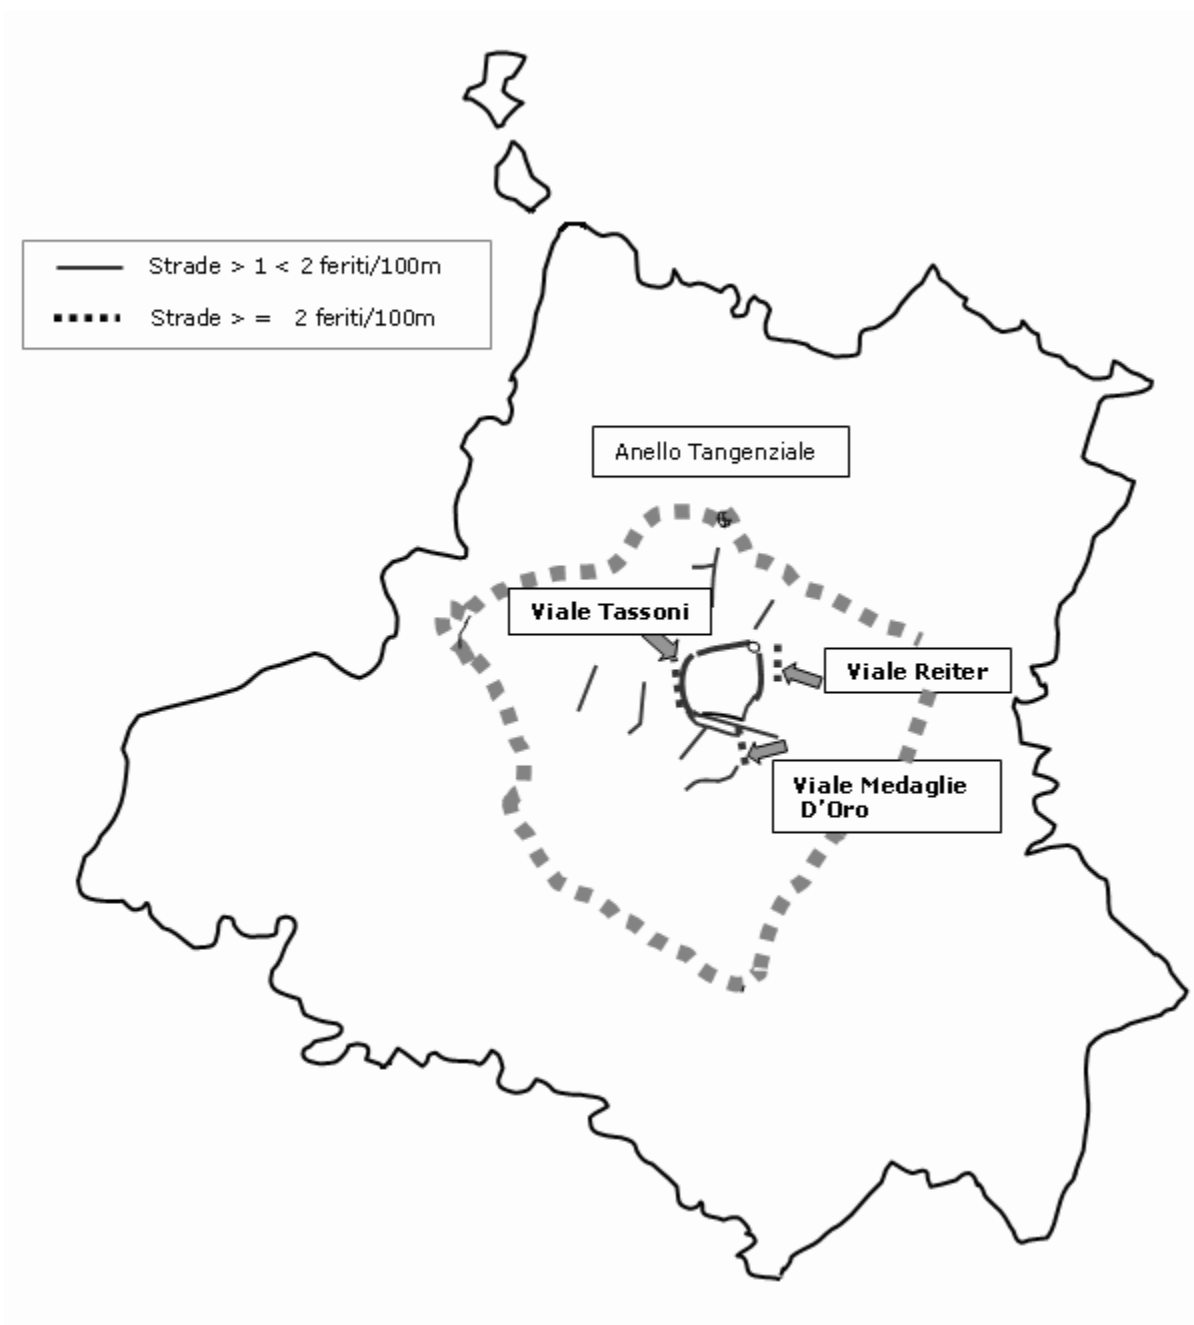 Strade > 1 < 2 feriti/100m
Strade > = 2 feriti/100m
Anello Tangenziale
Viale Tassoni
Viale Reiter
Viale Medaglie
D'Oro